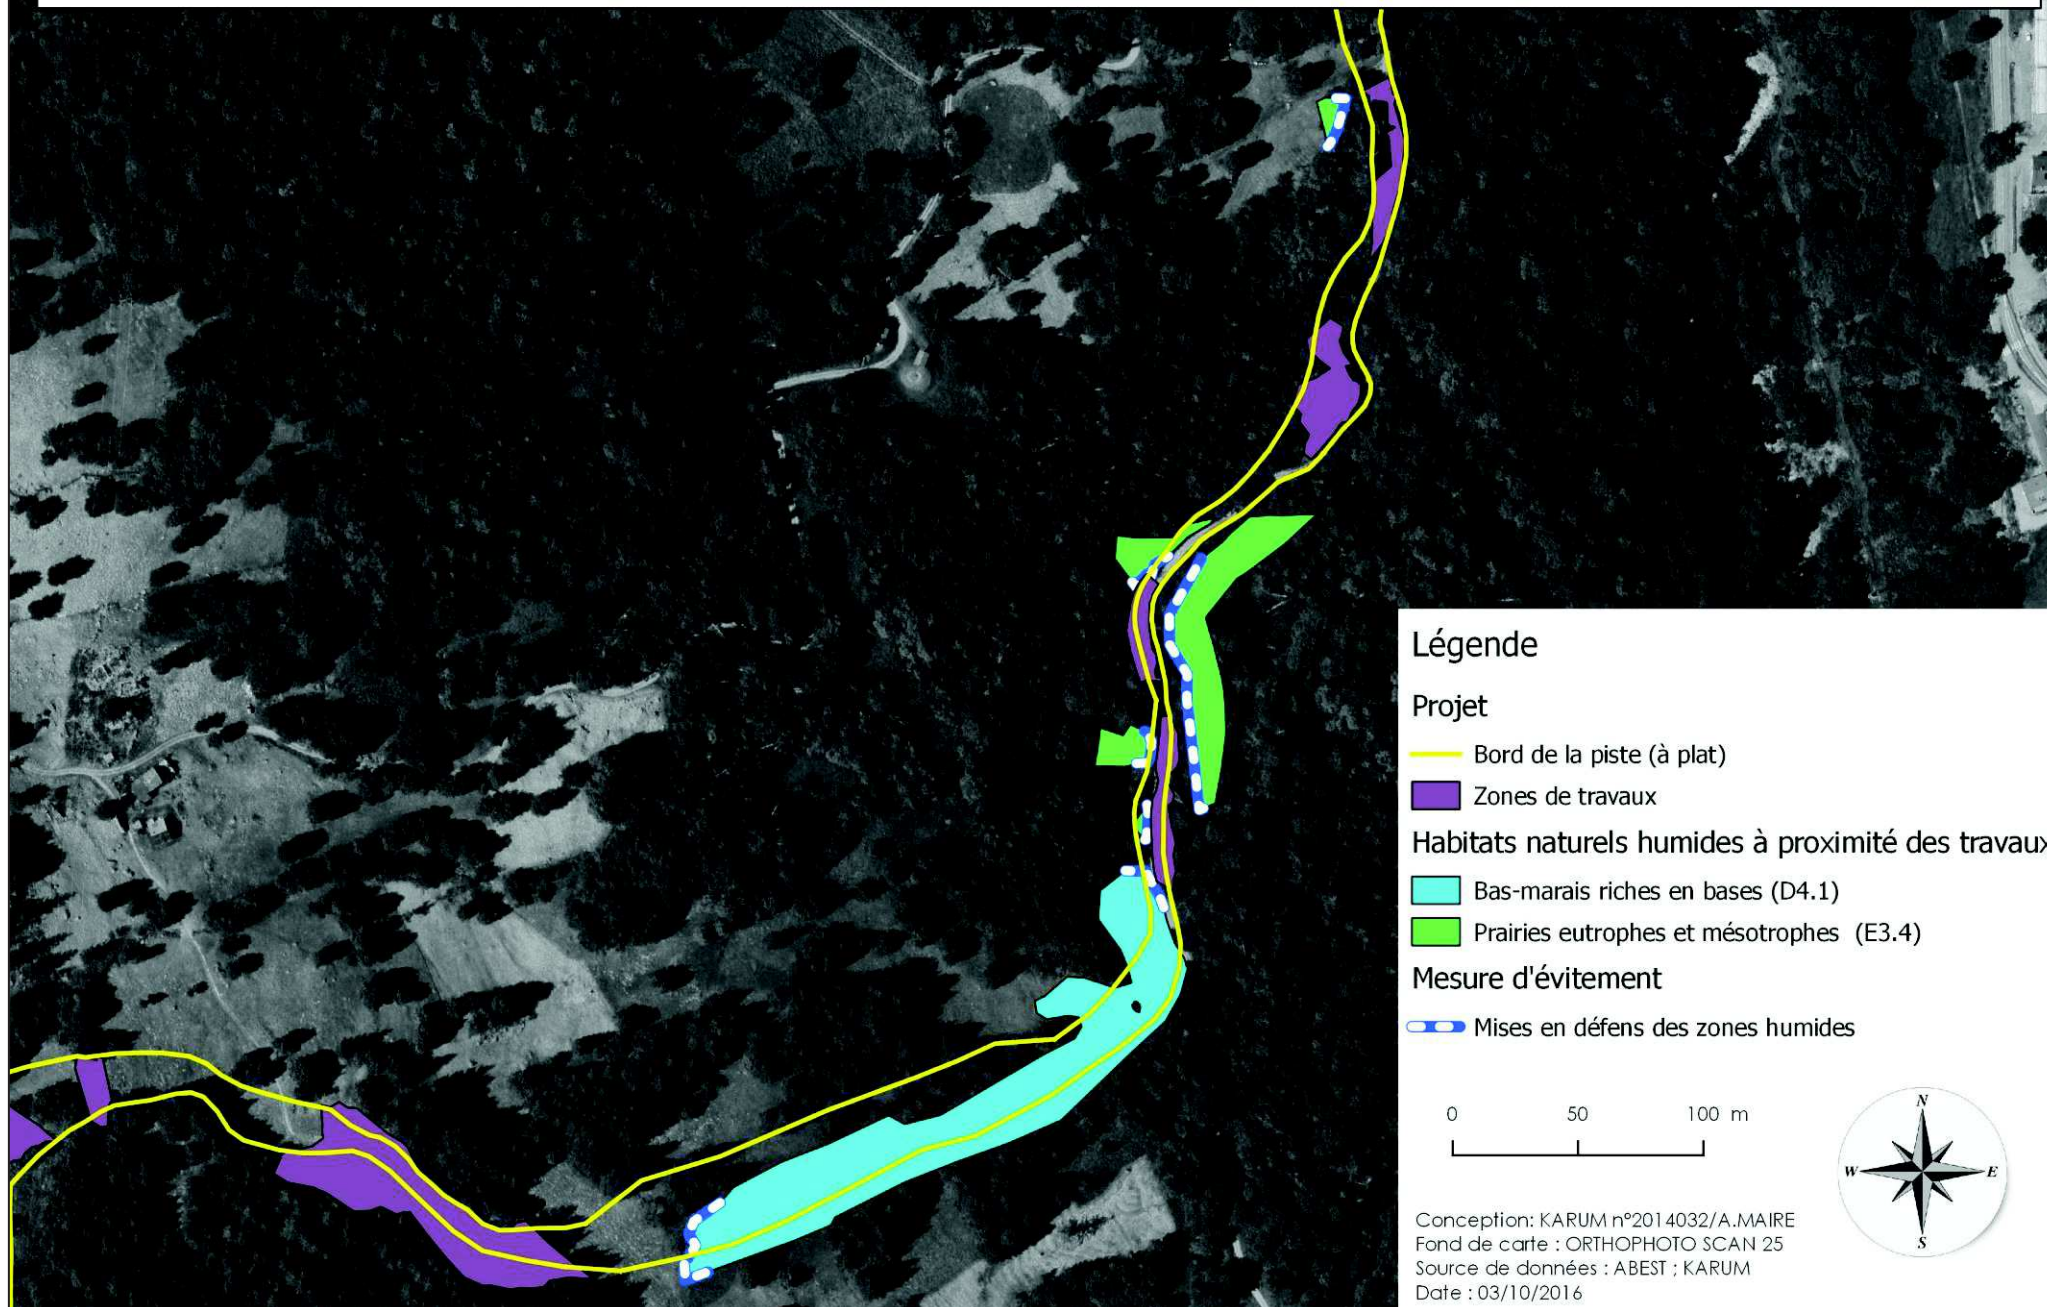 Légende
Projet
Bord de la piste (à plat)
Zones de travaux
Habitats naturels humides à proximité des travaux
Bas-marais riches en bases (D4.1)
Prairies eutrophes et mésotrophes (E3.4)
Mesure d'évitement
Mises en défens des zones humides
0 50 100 m
N
W E
S
Conception: KARUM n°2014032/A.MAIRE
Fond de carte : ORTHOPHOTO SCAN 25
Source de données : ABEST ; KARUM
Date : 03/10/2016